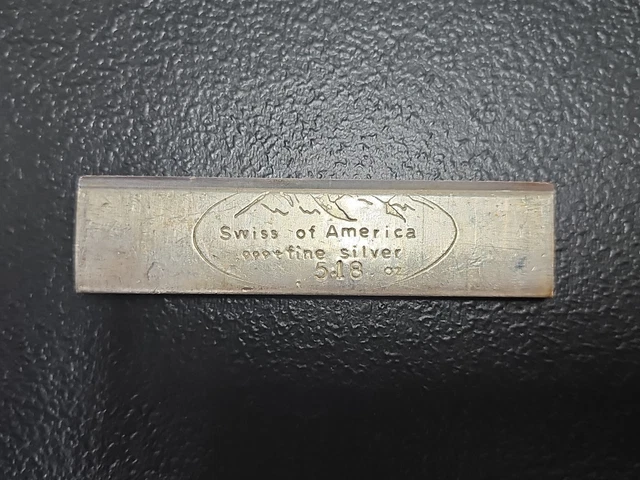 Swiss of America
.999+fine silver
5.18 oz